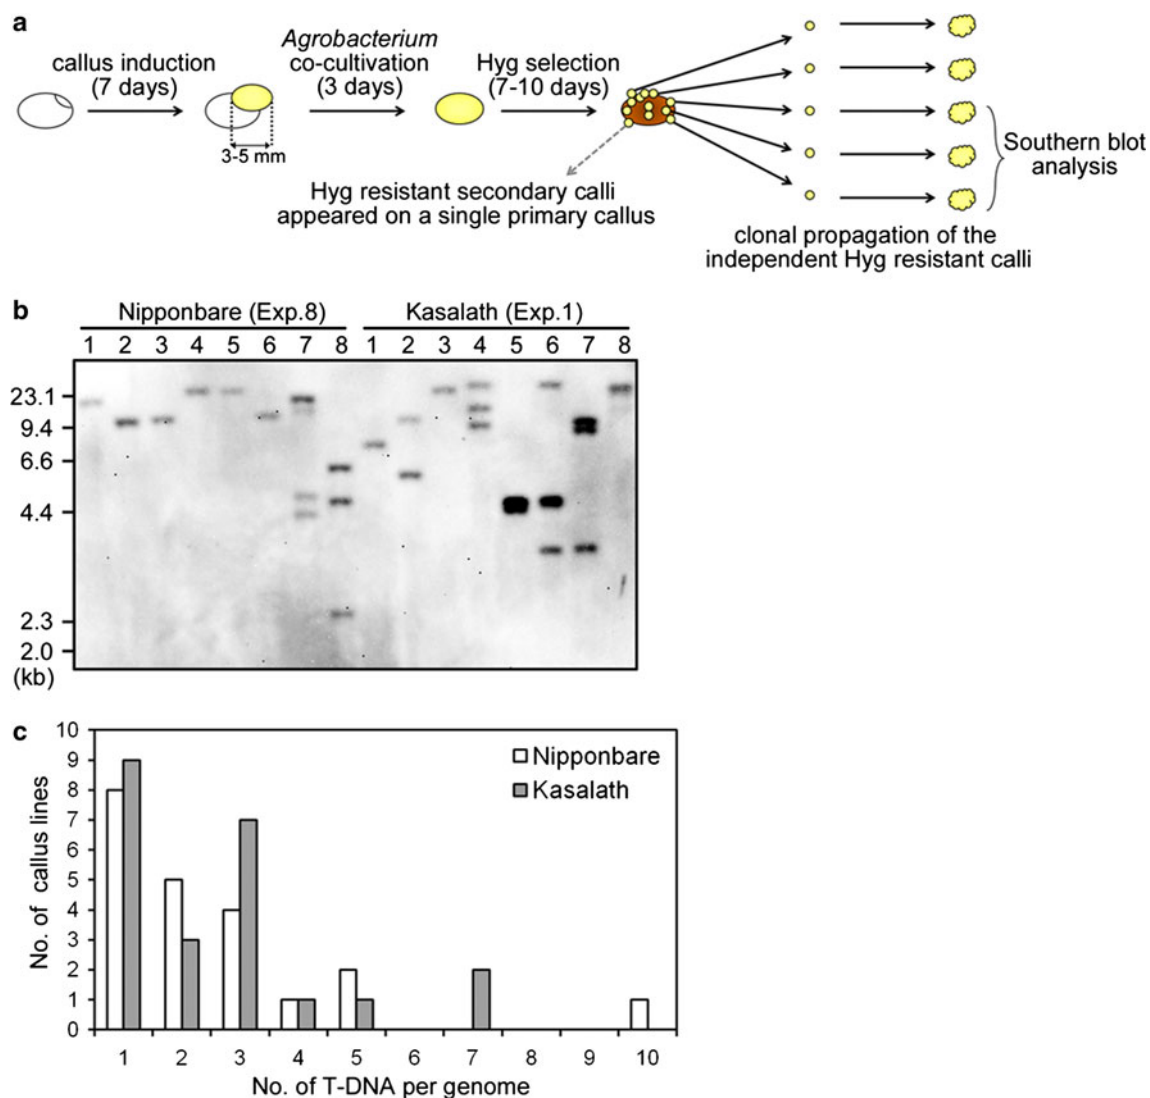 a
callus induction
(7 days)
3-5 mm
Agrobacterium
co-cultivation
(3 days)
Hyg selection
(7-10 days)
Hyg resistant secondary calli
appeared on a single primary callus
Southern blot
analysis
clonal propagation of the
independent Hyg resistant calli
b
Nipponbare (Exp.8) Kasalath (Exp.1)
1 2 3 4 5 6 7 8 1 2 3 4 5 6 7 8
23.1
9.4
6.6
4.4
2.3
2.0
(kb)
c
10
9
8
7
6
5
4
3
2
1
0
No. of callus lines
Nipponbare
Kasalath
1 2 3 4 5 6 7 8 9 10
No. of T-DNA per genome